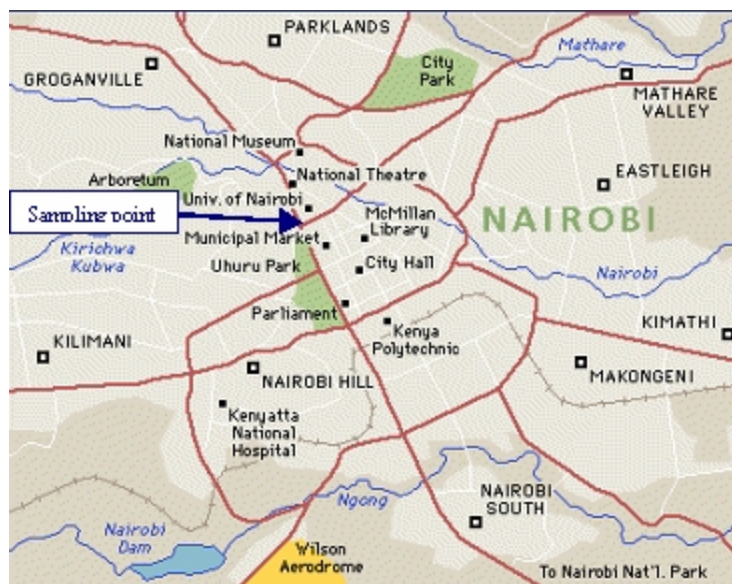 PARKLANDS
Mathare
City
Park
GROGANVILLE
MATHARE
VALLEY
National Museum
EASTLEIGH
Arboretum
National Theatre
Univ. of Nairobi
Sampling point
McMillan
Library
NAIROBI
Municipal Market
Kirichwa
Kubwa
Uhuru Park
City Hall
Nairobi
Parliament
KIMATHI
KILIMANI
Kenya
Polytechnic
NAIROBI HILL
MAKONGENI
Kenyatta
National
Hospital
Ngong
NAIROBI
SOUTH
Nairobi
Dam
Wilson
Aerodrome
To Nairobi Nat'l. Park